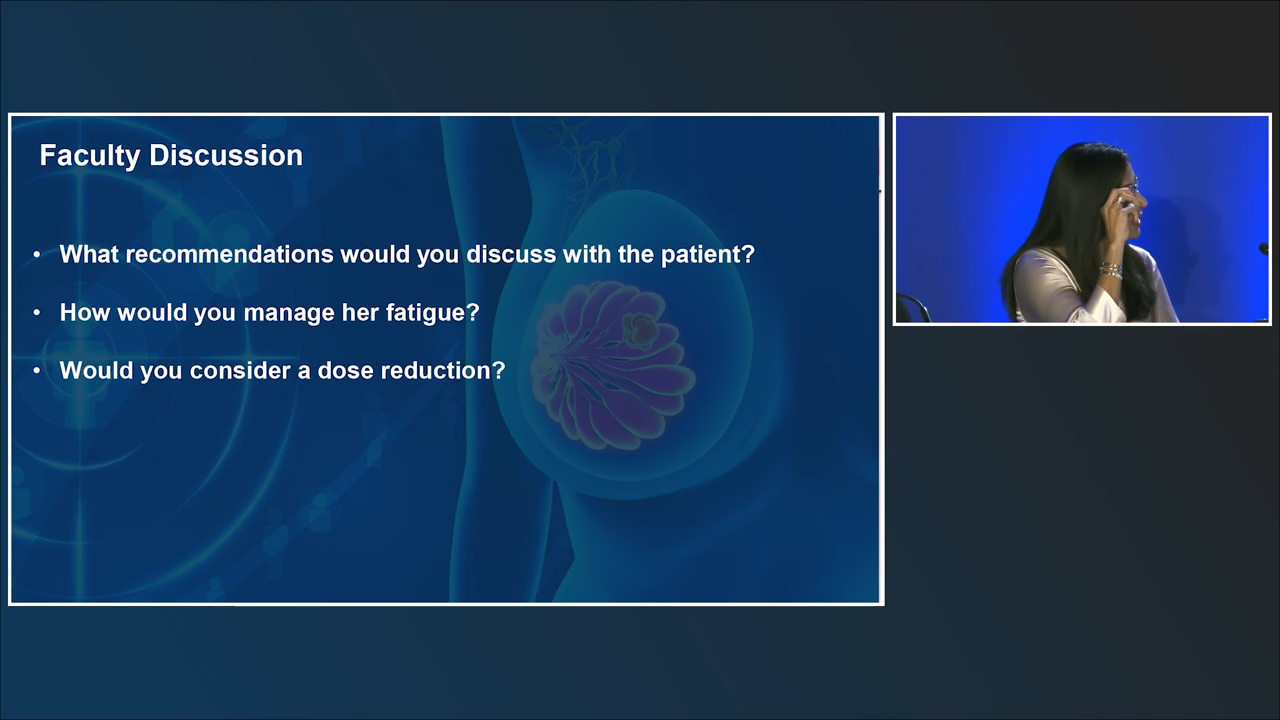 Faculty Discussion
• What recommendations would you discuss with the patient?
• How would you manage her fatigue?
• Would you consider a dose reduction?